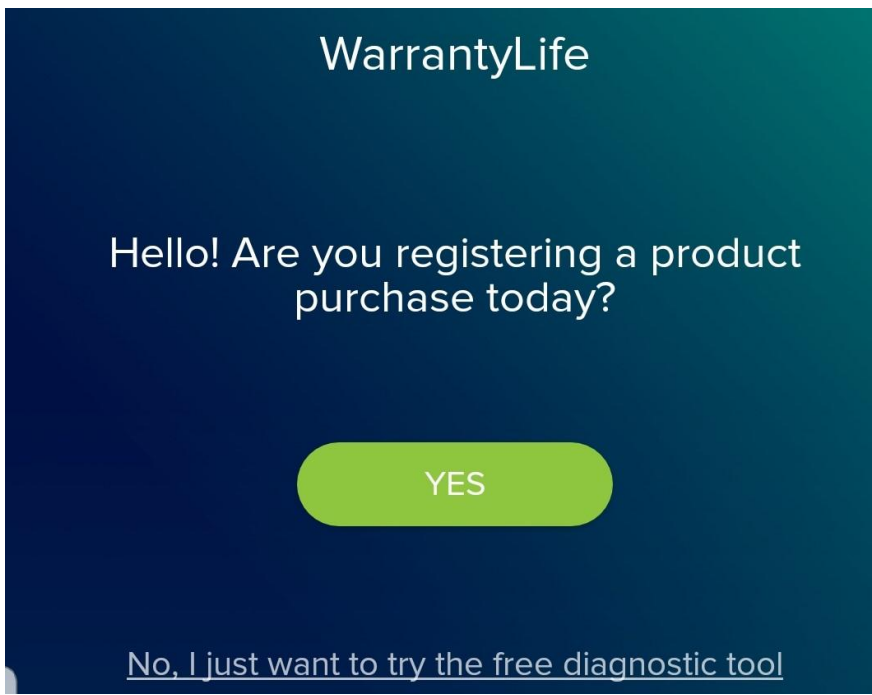 WarrantyLife
Hello! Are you registering a product
purchase today?
YES
No, I just want to try the free diagnostic tool